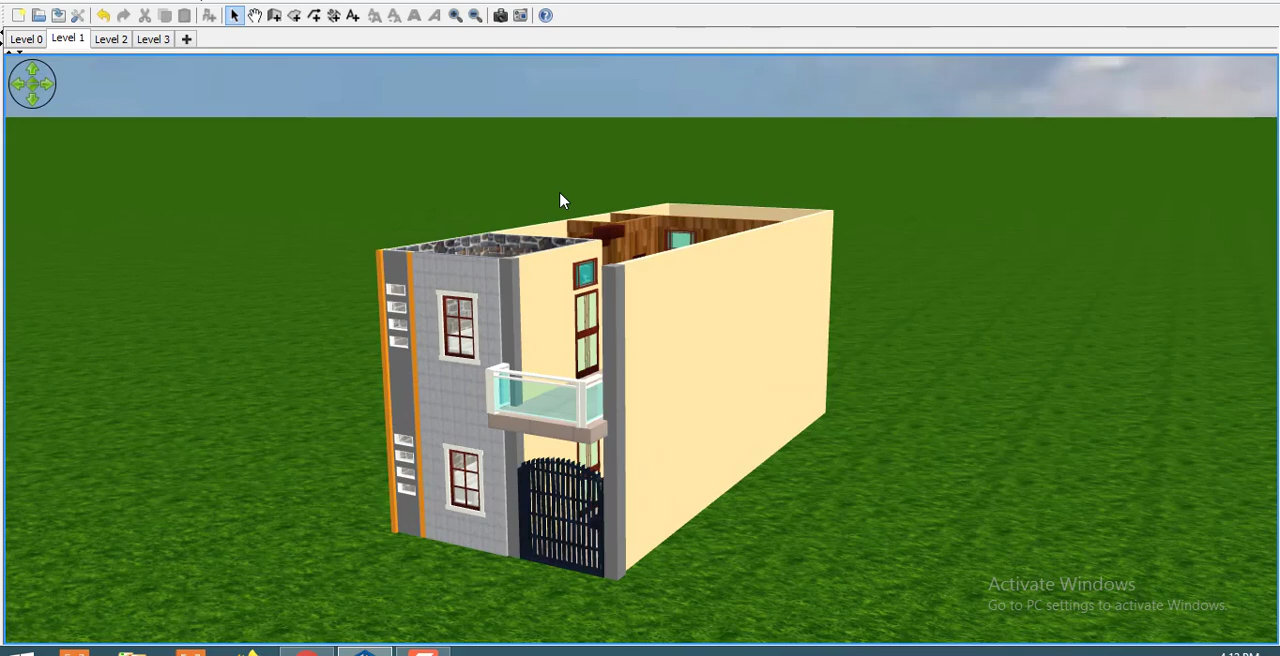 Level 0 Level 1 Level 2 Level 3
Activate Windows
Go to PC settings to activate Windows.